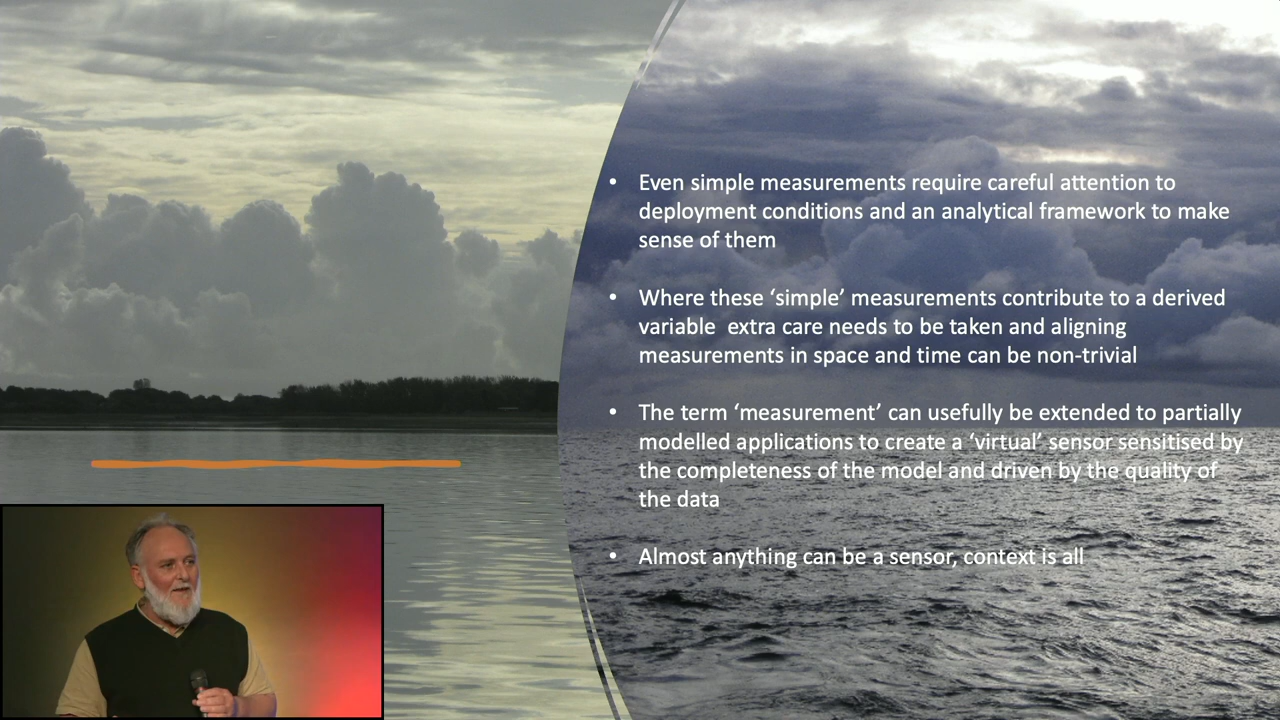 • Even simple measurements require careful attention to
deployment conditions and an analytical framework to make
sense of them
• Where these ‘simple’ measurements contribute to a derived
variable  extra care needs to be taken and aligning
measurements in space and time can be non-trivial
• The term ‘measurement’ can usefully be extended to partially
modelled applications to create a ‘virtual’ sensor sensitised by
the completeness of the model and driven by the quality of
the data
• Almost anything can be a sensor, context is all